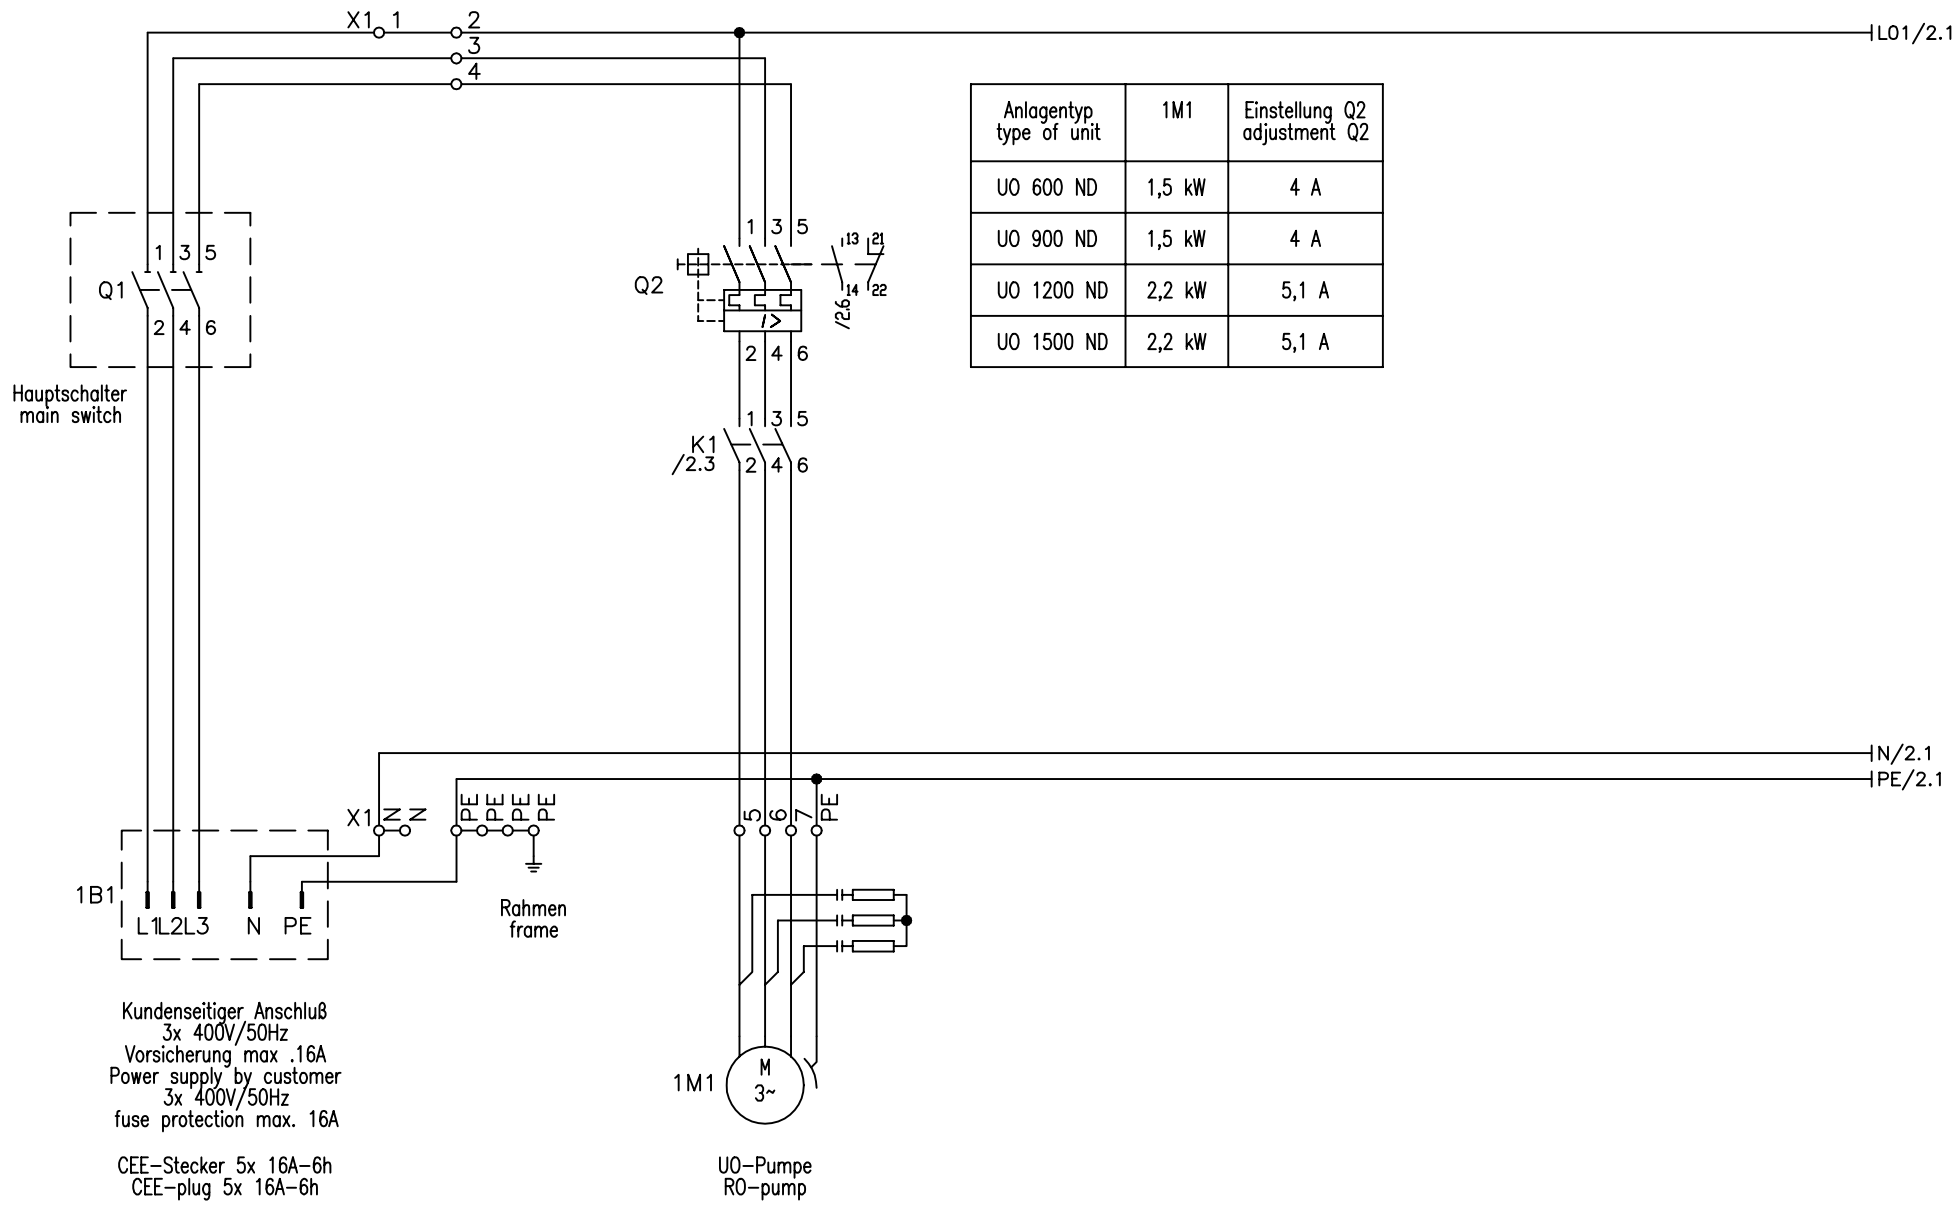 X1 1 2
3
4
L01/2.1
Anlagentyp 1M1 Einstellung Q2
type of unit adjustment Q2
UO 600 ND 1,5 kW 4 A
UO 900 ND 1,5 kW 4 A
UO 1200 ND 2,2 kW 5,1 A
UO 1500 ND 2,2 kW 5,1 A
1 3 5
Q1
2 4 6
Hauptschalter
main switch
1 3 5
13 21
Q2
14 22
/2.6
I>
2 4 6
1 3 5
K1
/2.3
2 4 6
N/2.1
PE/2.1
X1 N N PE PE PE PE
5 6 7 PE
1B1
L1 L2 L3 N PE
Rahmen
frame
Kundenseitiger Anschluß
3x 400V/50Hz
Vorsicherung max .16A
Power supply by customer
3x 400V/50Hz
fuse protection max. 16A
CEE-Stecker 5x 16A-6h
CEE-plug 5x 16A-6h
1M1
M
3~
UO-Pumpe
RO-pump